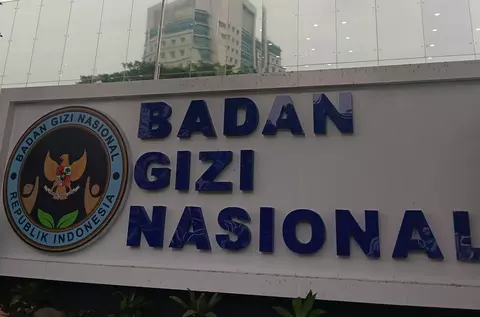 BADAN GIZI NASIONAL
REPUBLIK INDONESIA
BADAN
GIZI
NASIONAL